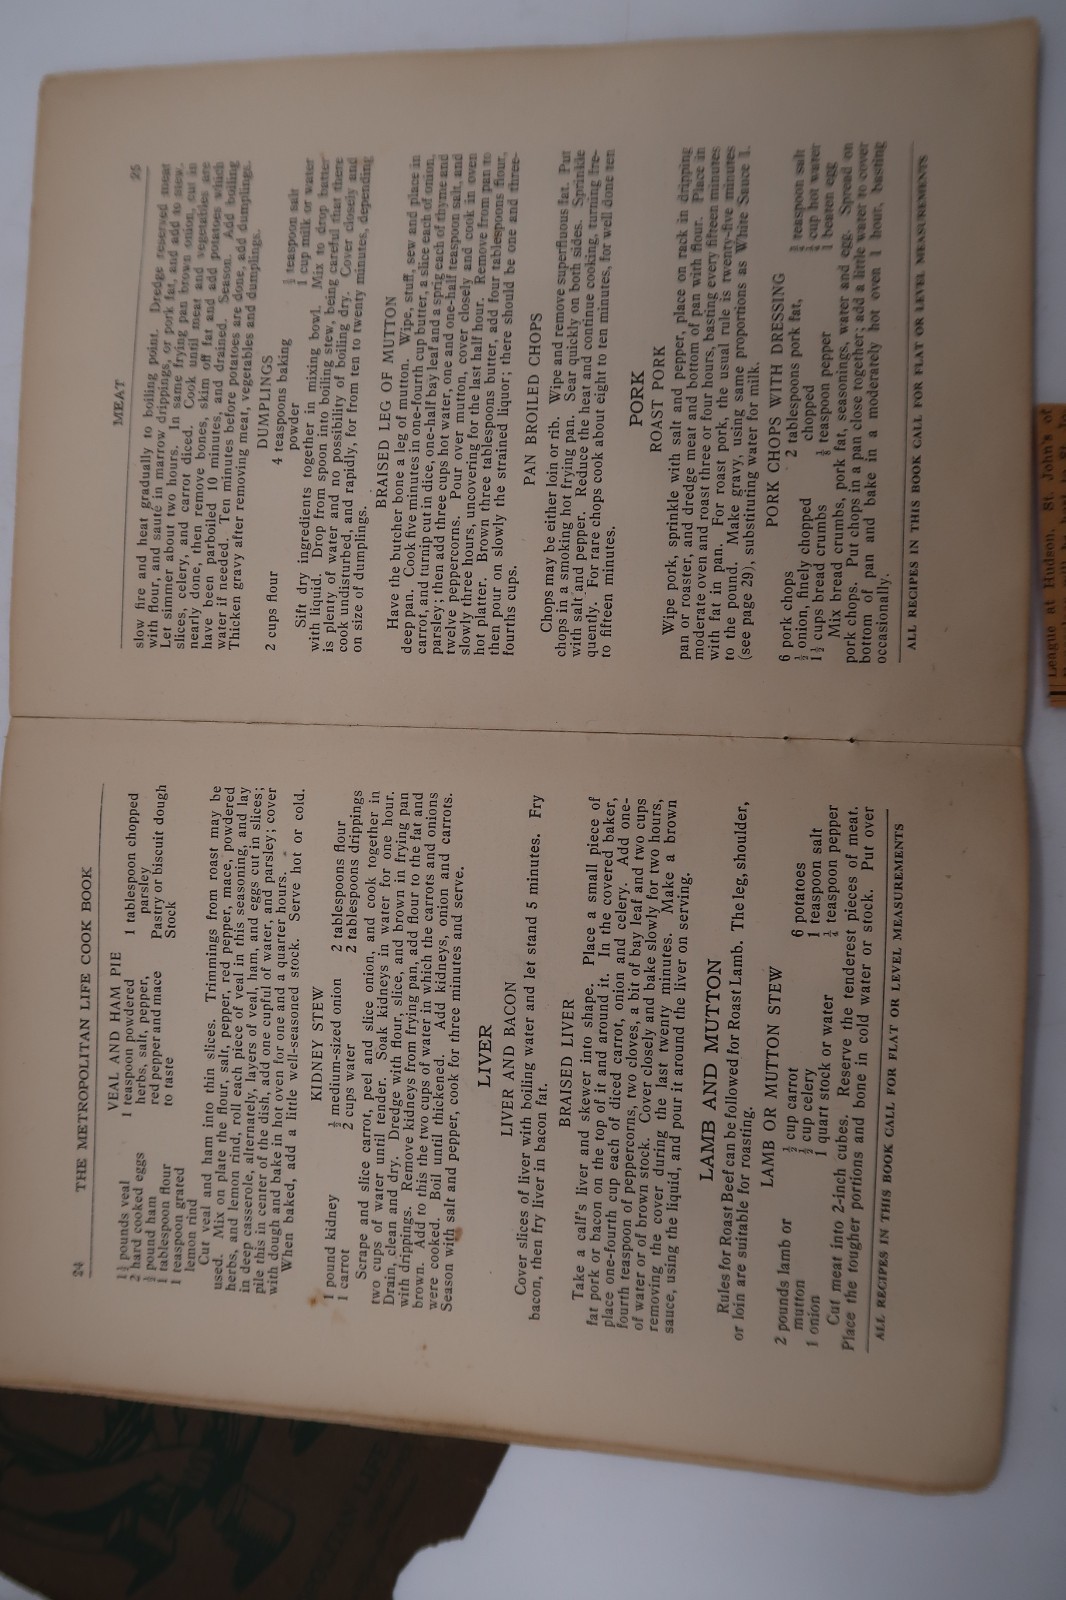 24 THE METROPOLITAN LIFE COOK BOOK
VEAL AND HAM PIE
1½ pounds veal
2 hard cooked eggs
½ pound ham
1 tablespoon flour
1 teaspoon grated
lemon rind
1 teaspoon powdered
herbs, salt, pepper,
red pepper and mace
to taste
1 tablespoon chopped
parsley
Pastry or biscuit dough
Stock
Cut veal and ham into thin slices. Trimmings from roast may be
used. Mix on plate the flour, salt, pepper, red pepper, mace, powdered
herbs, and lemon rind, roll each piece of veal in this seasoning, and lay
in deep casserole, alternately, layers of veal, ham, and eggs cut in slices;
pile this in center of the dish, add one cupful of water, and parsley; cover
with dough and bake in hot oven for one and a quarter hours.
When baked, add a little well-seasoned stock. Serve hot or cold.
KIDNEY STEW
1 pound kidney
1 carrot
½ medium-sized onion
2 cups water
2 tablespoons flour
2 tablespoons drippings
Scrape and slice carrot, peel and slice onion, and cook together in
two cups of water until tender. Soak kidneys in water for one hour.
Drain, clean and dry. Dredge with flour, slice, and brown in frying pan
with drippings. Remove kidneys from frying pan, add flour to the fat and
brown. Add to this the two cups of water in which the carrots and onions
were cooked. Boil until thickened. Add kidneys, onion and carrots.
Season with salt and pepper, cook for three minutes and serve.
LIVER
LIVER AND BACON
Cover slices of liver with boiling water and let stand 5 minutes. Fry
bacon, then fry liver in bacon fat.
BRAISED LIVER
Take a calf's liver and skewer into shape. Place a small piece of
fat pork or bacon on the top of it and around it. In the covered baker,
place one-fourth cup each of diced carrot, onion and celery. Add one-
fourth teaspoon of peppercorns, two cloves, a bit of bay leaf and two cups
of water or of brown stock. Cover closely and bake slowly for two hours,
removing the cover during the last twenty minutes. Make a brown
sauce, using the liquid, and pour it around the liver on serving.
LAMB AND MUTTON
Rules for Roast Beef can be followed for Roast Lamb. The leg, shoulder,
or loin are suitable for roasting.
LAMB OR MUTTON STEW
2 pounds lamb or
mutton
1 onion
½ cup carrot
½ cup celery
1 quart stock or water
6 potatoes
1 teaspoon salt
¼ teaspoon pepper
Cut meat into 2-inch cubes. Reserve the tenderest pieces of meat.
Place the tougher portions and bone in cold water or stock. Put over
ALL RECIPES IN THIS BOOK CALL FOR FLAT OR LEVEL MEASUREMENTS
MEAT 25
slow fire and heat gradually to boiling point. Dredge reserved meat
with flour, and sauté in marrow drippings, or pork fat, and add to stew.
Let simmer about two hours. In same frying pan brown onion, cut in
slices, celery, and carrot diced. Cook until meat and vegetables are
nearly done, then remove bones, skim off fat and add potatoes which
have been parboiled 10 minutes, and drained. Season. Add boiling
water if needed. Ten minutes before potatoes are done, add dumplings.
Thicken gravy after removing meat, vegetables and dumplings.
DUMPLINGS
2 cups flour
4 teaspoons baking
powder
½ teaspoon salt
1 cup milk or water
Sift dry ingredients together in mixing bowl. Mix to drop batter
with liquid. Drop from spoon into boiling stew, being careful that there
is plenty of water and no possibility of boiling dry. Cover closely and
cook undisturbed, and rapidly, for from ten to twenty minutes, depending
on size of dumplings.
BRAISED LEG OF MUTTON
Have the butcher bone a leg of mutton. Wipe, stuff, sew and place in
deep pan. Cook five minutes in one-fourth cup butter, a slice each of onion,
carrot, and turnip cut in dice, one-half bay leaf and a sprig each of thyme and
parsley; then add three cups hot water, one and one-half teaspoon salt, and
twelve peppercorns. Pour over mutton, cover closely and cook in oven
slowly three hours, uncovering for the last half hour. Remove from pan to
hot platter. Brown three tablespoons butter, add four tablespoons flour,
then pour on slowly the strained liquor; there should be one and three-
fourths cups.
PAN BROILED CHOPS
Chops may be either loin or rib. Wipe and remove superfluous fat. Put
chops in a smoking hot frying pan. Sear quickly on both sides. Sprinkle
with salt and pepper. Reduce the heat and continue cooking, turning fre-
quently. For rare chops cook about eight to ten minutes, for well done ten
to fifteen minutes.
PORK
ROAST PORK
Wipe pork, sprinkle with salt and pepper, place on rack in dripping
pan or roaster, and dredge meat and bottom of pan with flour. Place in
moderate oven and roast three or four hours, basting every fifteen minutes
with fat in pan. For roast pork, the usual rule is twenty-five minutes
to the pound. Make gravy, using same proportions as White Sauce 1.
(see page 29), substituting water for milk.
PORK CHOPS WITH DRESSING
6 pork chops
½ onion, finely chopped
1½ cups bread crumbs
2 tablespoons pork fat,
chopped
⅛ teaspoon pepper
teaspoon salt
cup hot water
1 beaten egg
Mix bread crumbs, pork fat, seasonings, water and egg. Spread on
pork chops. Put chops in a pan close together; add a little water to cover
bottom of pan and bake in a moderately hot oven 1 hour, basting
occasionally.
ALL RECIPES IN THIS BOOK CALL FOR FLAT OR LEVEL MEASUREMENTS
League at Hudson. St. John's of